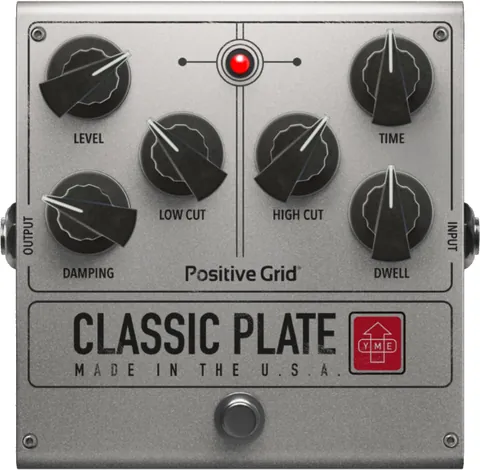 LEVEL
TIME
LOW CUT
HIGH CUT
OUTPUT
INPUT
DAMPING
DWELL
Positive Grid®
CLASSIC PLATE
YME
MADE IN THE U.S.A.